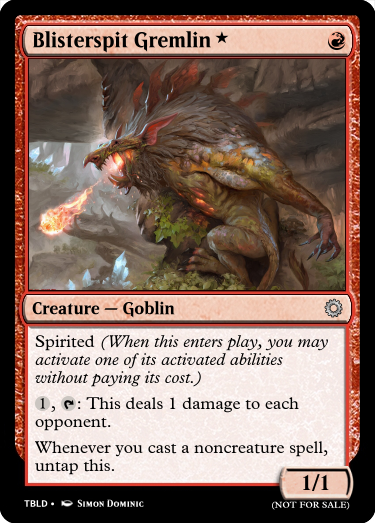 Blisterspit Gremlin ★
Creature — Goblin
Spirited (When this enters play, you may
activate one of its activated abilities
without paying its cost.)
1, T: This deals 1 damage to each
opponent.
Whenever you cast a noncreature spell,
untap this.
1/1
TBLD • Simon Dominic
(NOT FOR SALE)